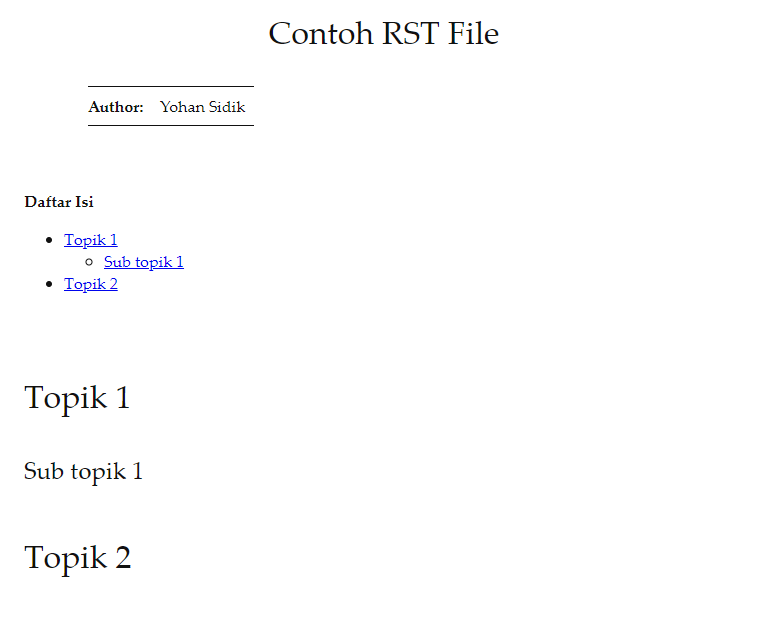 Contoh RST File
Author: Yohan Sidik
Daftar Isi
Topik 1
Sub topik 1
Topik 2
Topik 1
Sub topik 1
Topik 2